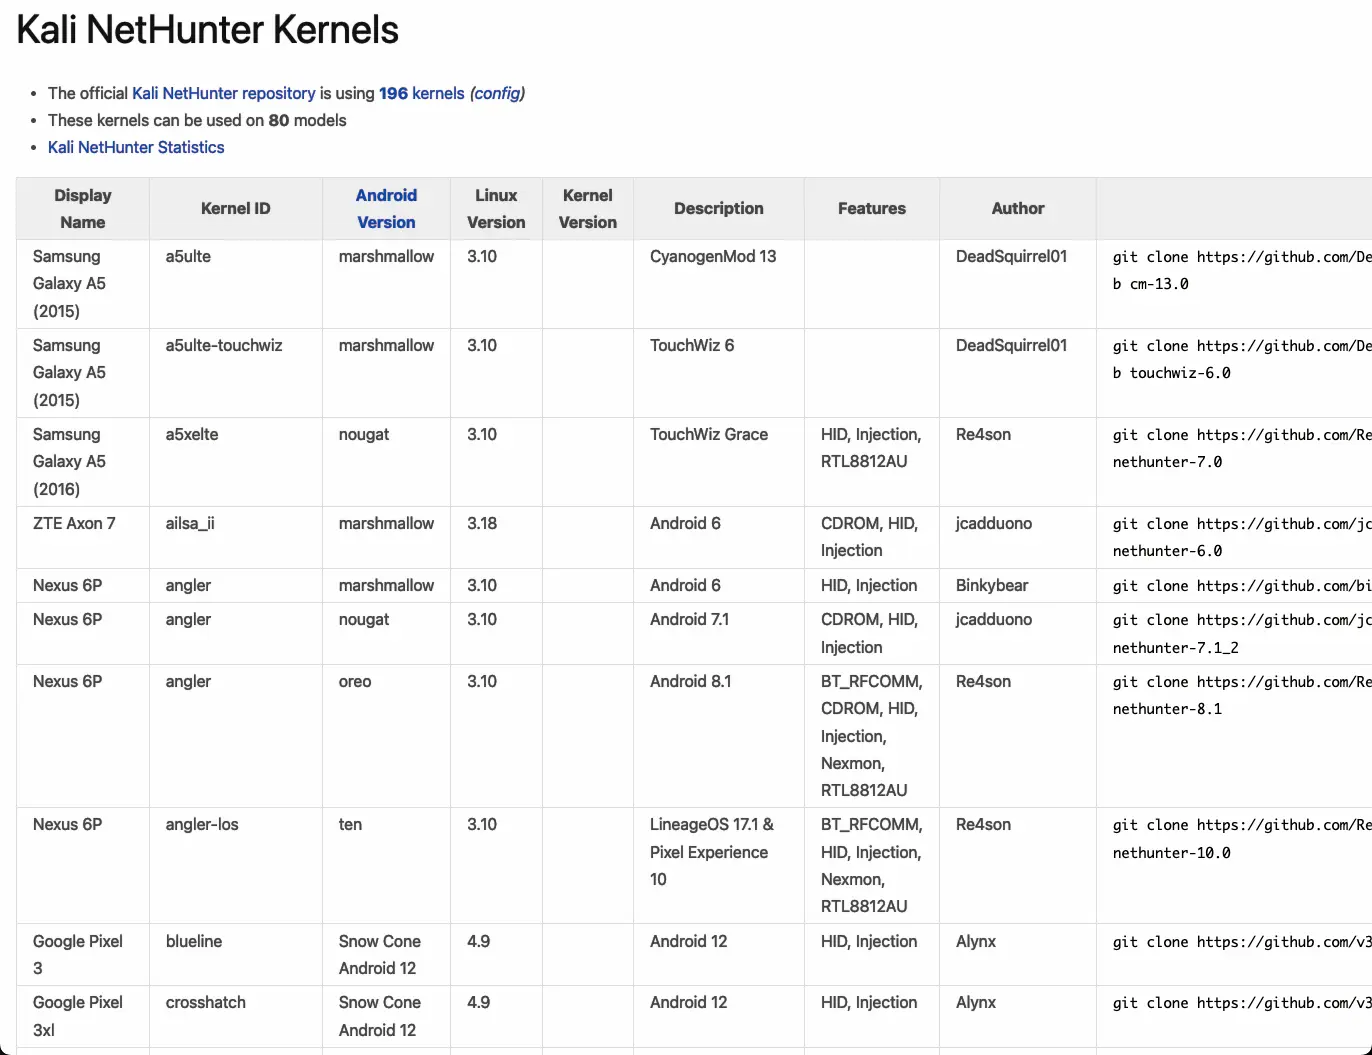 Kali NetHunter Kernels
• The official Kali NetHunter repository is using 196 kernels (config)
• These kernels can be used on 80 models
• Kali NetHunter Statistics
Display Name Kernel ID Android Version Linux Version Kernel Version Description Features Author
Samsung Galaxy A5 (2015) a5ulte marshmallow 3.10 CyanogenMod 13 DeadSquirrel01 git clone https://github.com/De b cm-13.0
Samsung Galaxy A5 (2015) a5ulte-touchwiz marshmallow 3.10 TouchWiz 6 DeadSquirrel01 git clone https://github.com/De b touchwiz-6.0
Samsung Galaxy A5 (2016) a5xelte nougat 3.10 TouchWiz Grace HID, Injection, RTL8812AU Re4son git clone https://github.com/Re nethunter-7.0
ZTE Axon 7 ailsa_ii marshmallow 3.18 Android 6 CDROM, HID, Injection jcadduono git clone https://github.com/jc nethunter-6.0
Nexus 6P angler marshmallow 3.10 Android 6 HID, Injection Binkybear git clone https://github.com/bi
Nexus 6P angler nougat 3.10 Android 7.1 CDROM, HID, Injection jcadduono git clone https://github.com/jc nethunter-7.1_2
Nexus 6P angler oreo 3.10 Android 8.1 BT_RFCOMM, CDROM, HID, Injection, Nexmon, RTL8812AU Re4son git clone https://github.com/Re nethunter-8.1
Nexus 6P angler-los ten 3.10 LineageOS 17.1 & Pixel Experience 10 BT_RFCOMM, HID, Injection, Nexmon, RTL8812AU Re4son git clone https://github.com/Re nethunter-10.0
Google Pixel 3 blueline Snow Cone Android 12 4.9 Android 12 HID, Injection Alynx git clone https://github.com/v3
Google Pixel 3xl crosshatch Snow Cone Android 12 4.9 Android 12 HID, Injection Alynx git clone https://github.com/v3